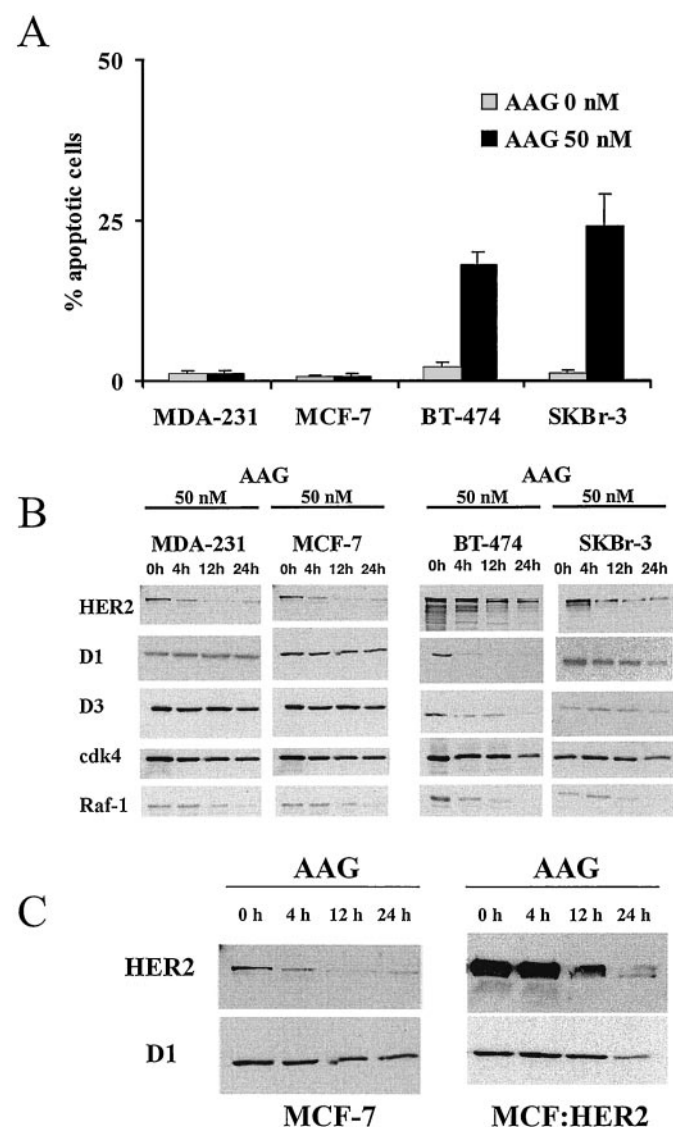 A
50
25
0
% apoptotic cells
AAG 0 nM
AAG 50 nM
MDA-231 MCF-7 BT-474 SKBr-3
B
AAG AAG
50 nM 50 nM 50 nM 50 nM
MDA-231 MCF-7 BT-474 SKBr-3
0h 4h 12h 24h 0h 4h 12h 24h 0h 4h 12h 24h 0h 4h 12h 24h
HER2
D1
D3
cdk4
Raf-1
C
AAG AAG
0 h 4 h 12 h 24 h 0 h 4 h 12 h 24 h
HER2
D1
MCF-7 MCF:HER2